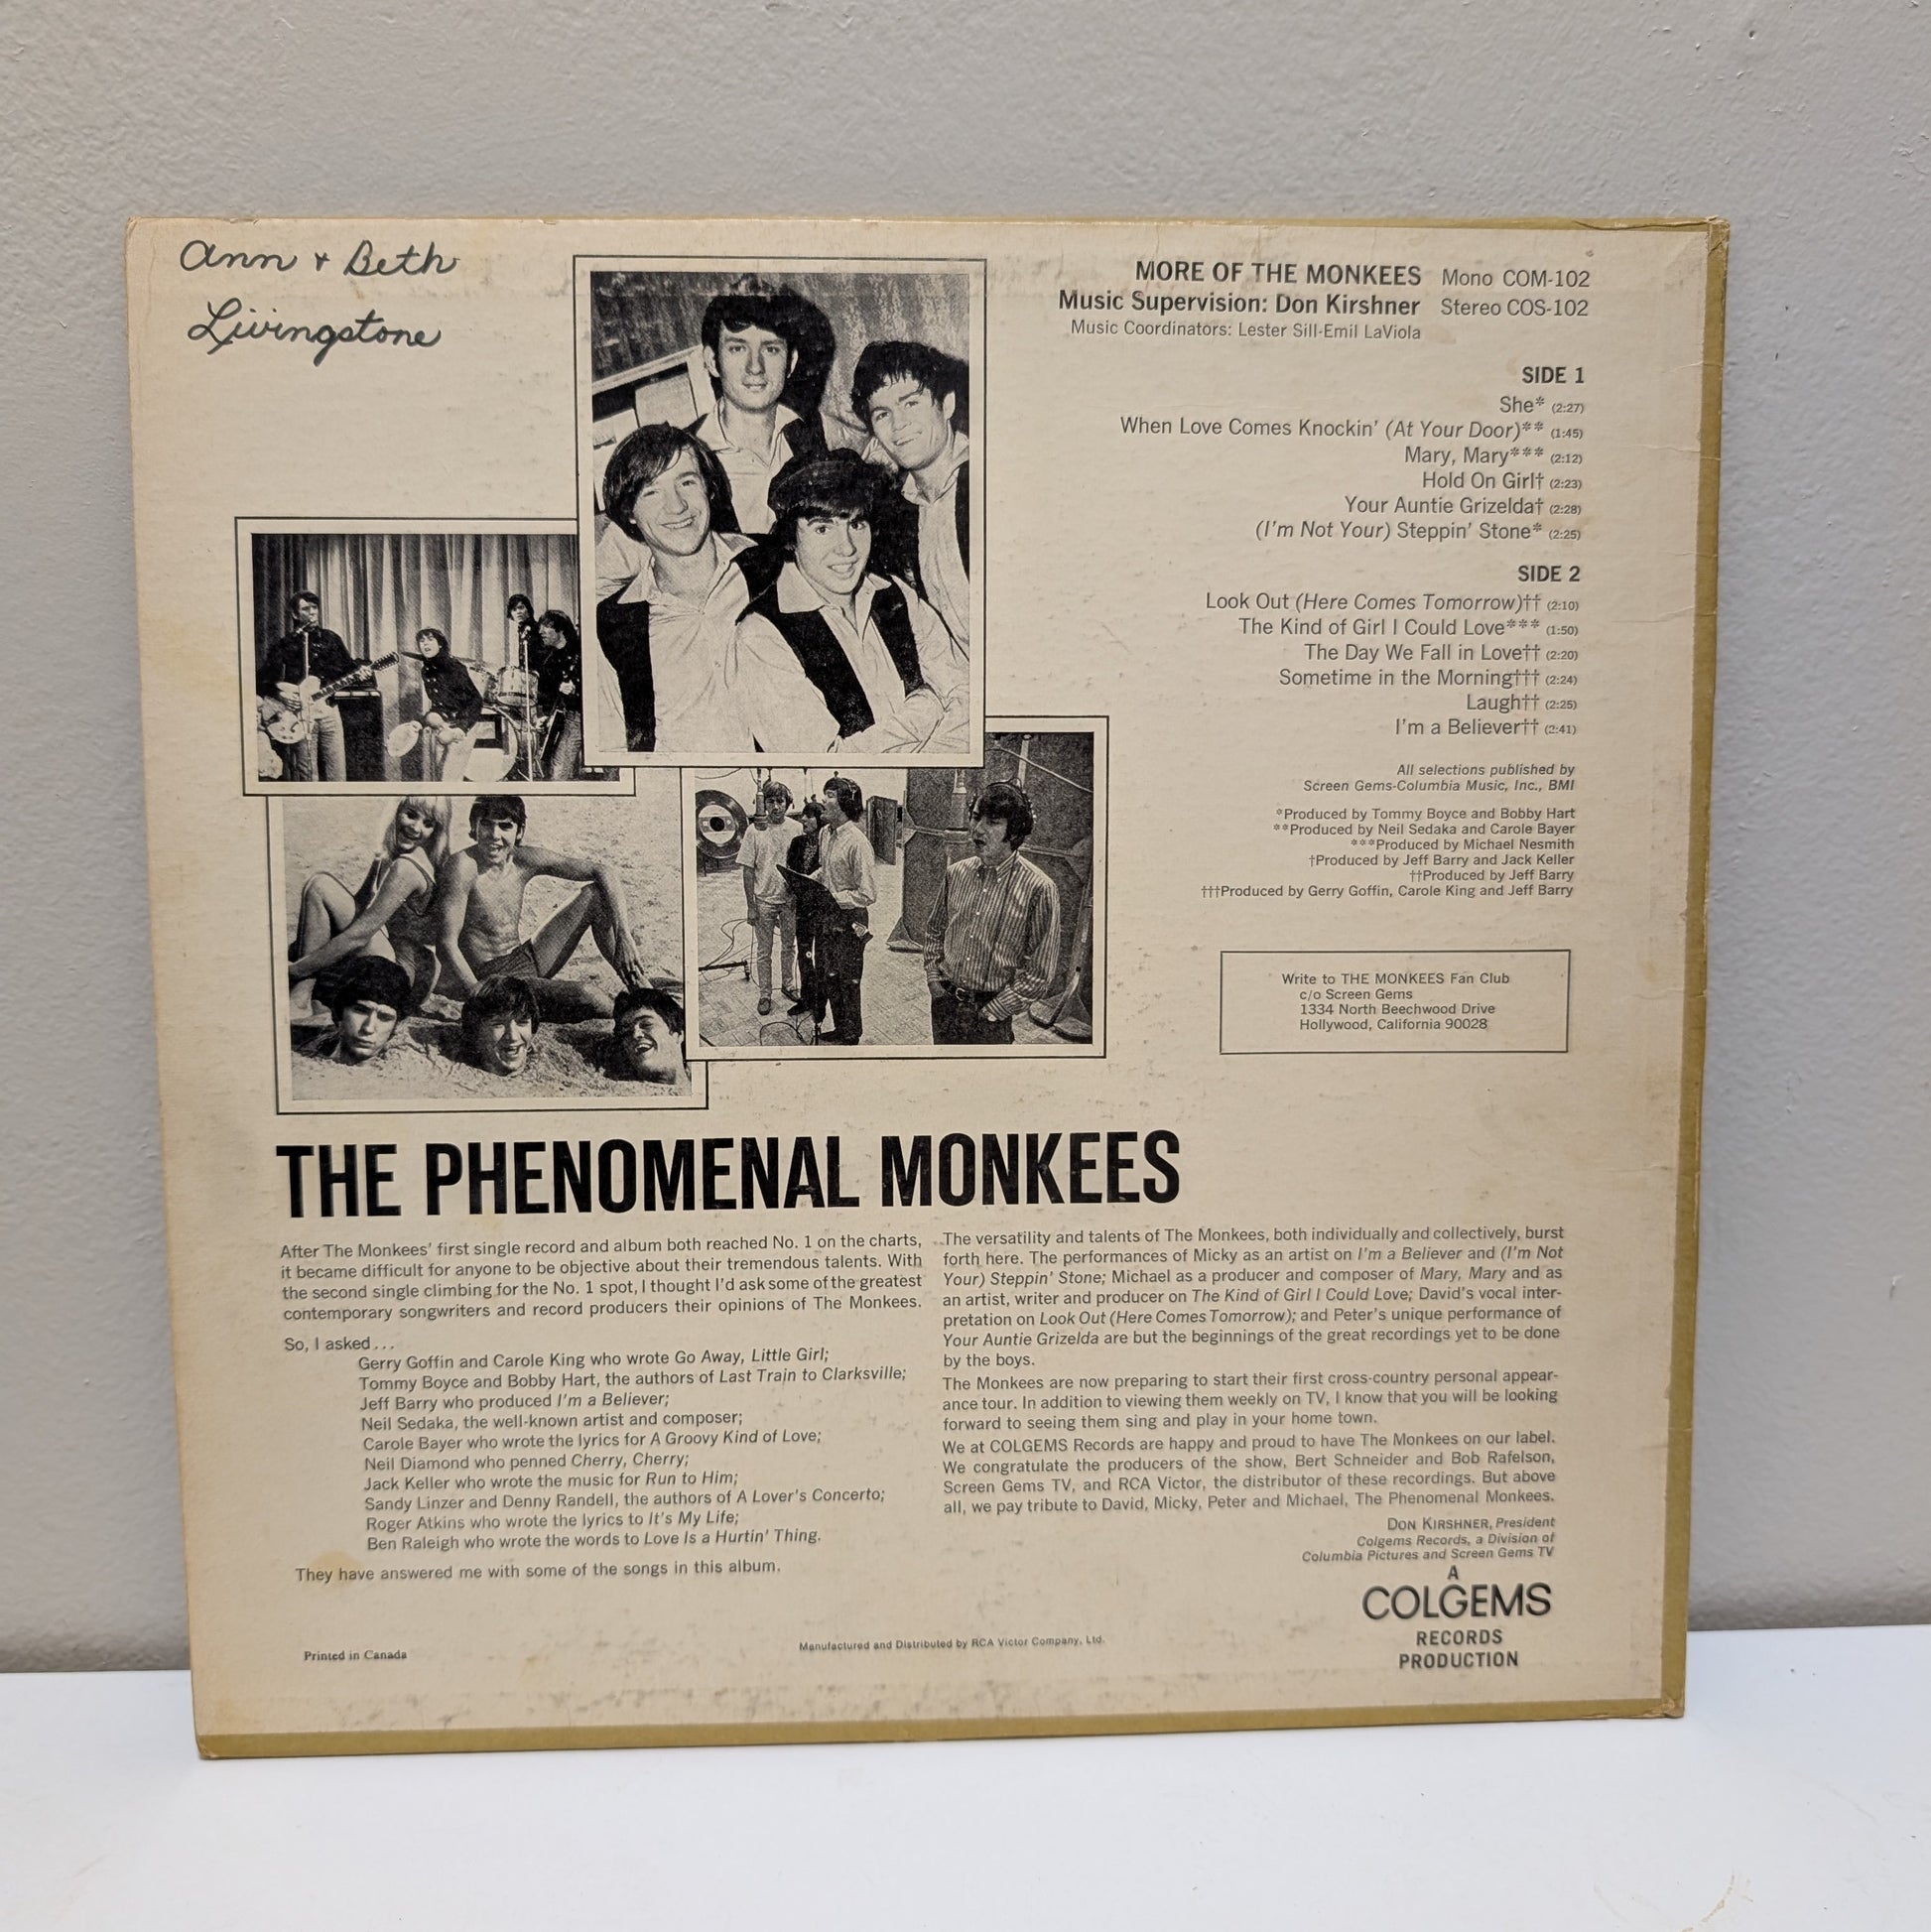 Ann + Beth
Livingstone
MORE OF THE MONKEES Mono COM-102
Music Supervision: Don Kirshner Stereo COS-102
Music Coordinators: Lester Sill-Emil LaViola
SIDE 1
She* (2:27)
When Love Comes Knockin' (At Your Door)** (1:45)
Mary, Mary*** (2:12)
Hold On Girl† (2:23)
Your Auntie Grizelda† (2:28)
(I'm Not Your) Steppin' Stone* (2:25)
SIDE 2
Look Out (Here Comes Tomorrow)†† (2:10)
The Kind of Girl I Could Love*** (1:50)
The Day We Fall in Love†† (2:20)
Sometime in the Morning††† (2:24)
Laugh†† (2:25)
I'm a Believer†† (2:41)
All selections published by
Screen Gems-Columbia Music, Inc., BMI
*Produced by Tommy Boyce and Bobby Hart
**Produced by Neil Sedaka and Carole Bayer
***Produced by Michael Nesmith
†Produced by Jeff Barry and Jack Keller
††Produced by Jeff Barry
†††Produced by Gerry Goffin, Carole King and Jeff Barry
Write to THE MONKEES Fan Club
c/o Screen Gems
1334 North Beechwood Drive
Hollywood, California 90028
THE PHENOMENAL MONKEES
After The Monkees' first single record and album both reached No. 1 on the charts,
it became difficult for anyone to be objective about their tremendous talents. With
the second single climbing for the No. 1 spot, I thought I'd ask some of the greatest
contemporary songwriters and record producers their opinions of The Monkees.
So, I asked...
Gerry Goffin and Carole King who wrote Go Away, Little Girl;
Tommy Boyce and Bobby Hart, the authors of Last Train to Clarksville;
Jeff Barry who produced I'm a Believer;
Neil Sedaka, the well-known artist and composer;
Carole Bayer who wrote the lyrics for A Groovy Kind of Love;
Neil Diamond who penned Cherry, Cherry;
Jack Keller who wrote the music for Run to Him;
Sandy Linzer and Denny Randell, the authors of A Lover's Concerto;
Roger Atkins who wrote the lyrics to It's My Life;
Ben Raleigh who wrote the words to Love Is a Hurtin' Thing.
They have answered me with some of the songs in this album.
The versatility and talents of The Monkees, both individually and collectively, burst
forth here. The performances of Micky as an artist on I'm a Believer and (I'm Not
Your) Steppin' Stone; Michael as a producer and composer of Mary, Mary and as
an artist, writer and producer on The Kind of Girl I Could Love; David's vocal inter-
pretation on Look Out (Here Comes Tomorrow); and Peter's unique performance of
Your Auntie Grizelda are but the beginnings of the great recordings yet to be done
by the boys.
The Monkees are now preparing to start their first cross-country personal appear-
ance tour. In addition to viewing them weekly on TV, I know that you will be looking
forward to seeing them sing and play in your home town.
We at COLGEMS Records are happy and proud to have The Monkees on our label.
We congratulate the producers of the show, Bert Schneider and Bob Rafelson,
Screen Gems TV, and RCA Victor, the distributor of these recordings. But above
all, we pay tribute to David, Micky, Peter and Michael, The Phenomenal Monkees.
DON KIRSHNER, President
Colgems Records, a Division of
Columbia Pictures and Screen Gems TV
A
COLGEMS
RECORDS
PRODUCTION
Manufactured and Distributed by RCA Victor Company, Ltd.
Printed in Canada